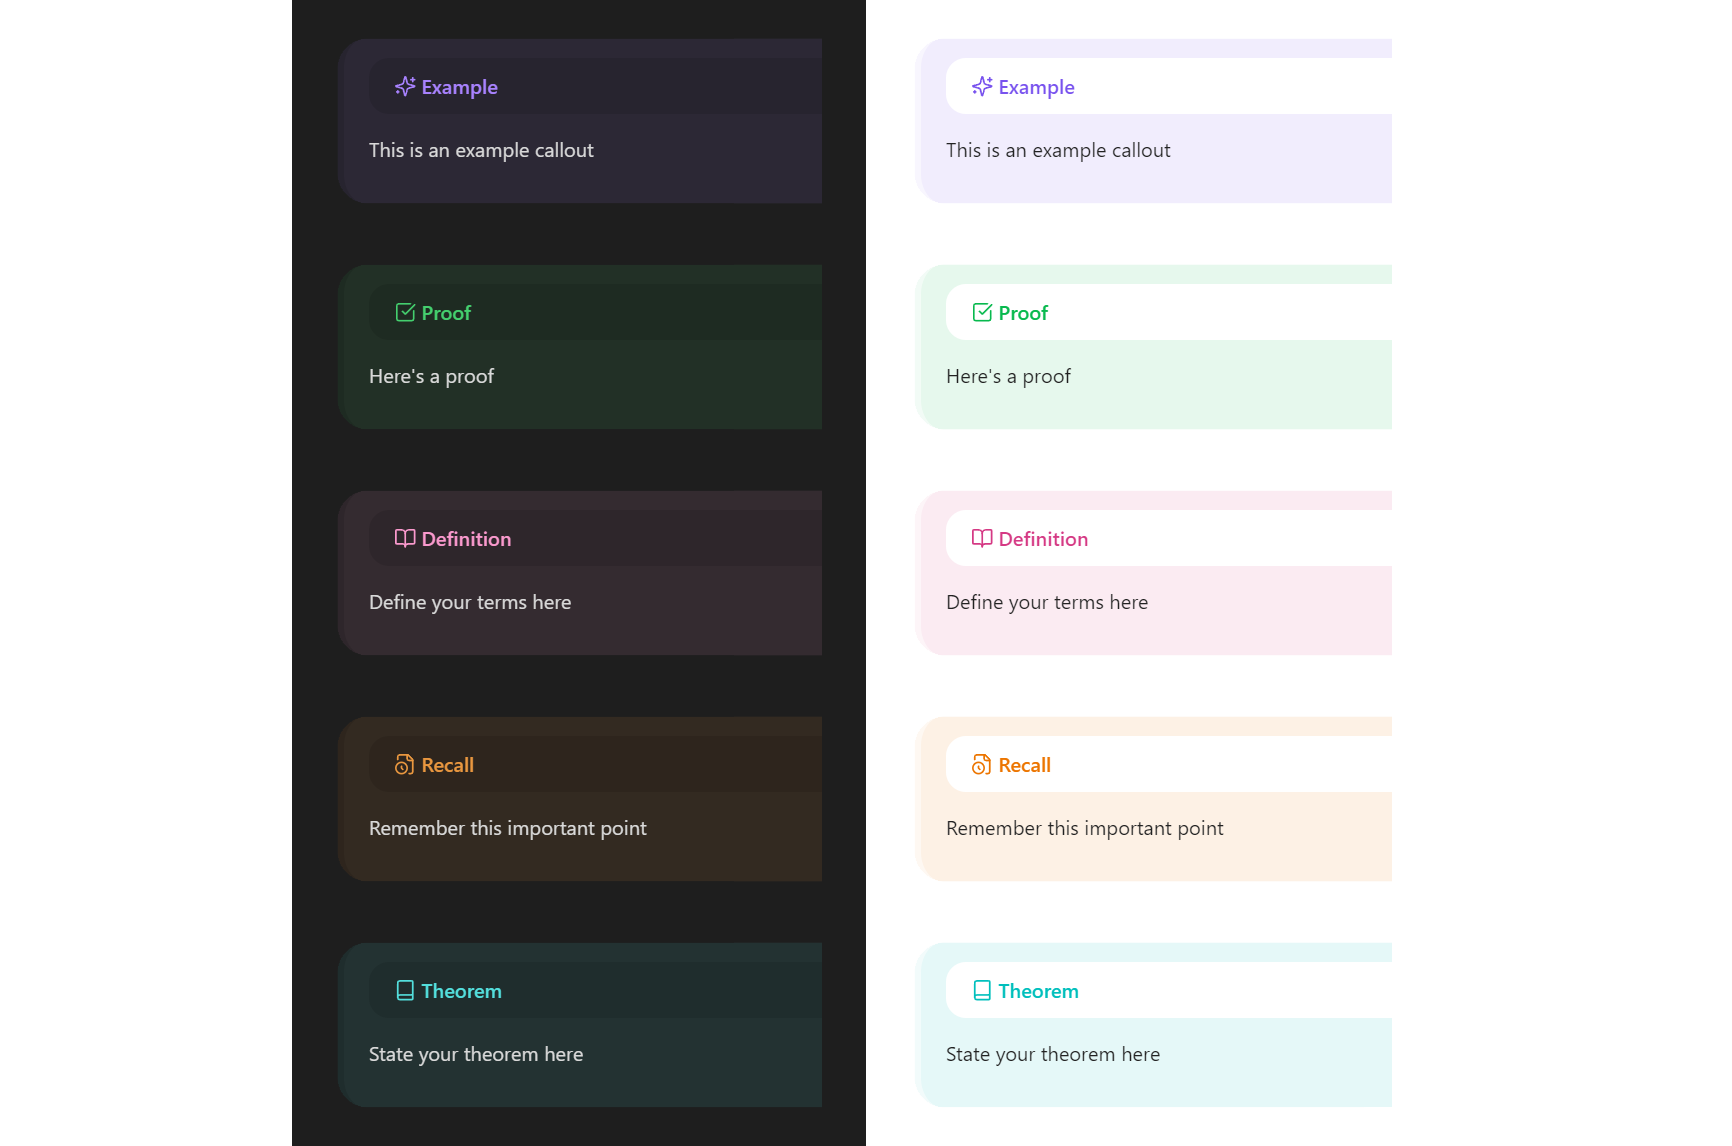 Example
This is an example callout
Proof
Here's a proof
Definition
Define your terms here
Recall
Remember this important point
Theorem
State your theorem here
Example
This is an example callout
Proof
Here's a proof
Definition
Define your terms here
Recall
Remember this important point
Theorem
State your theorem here